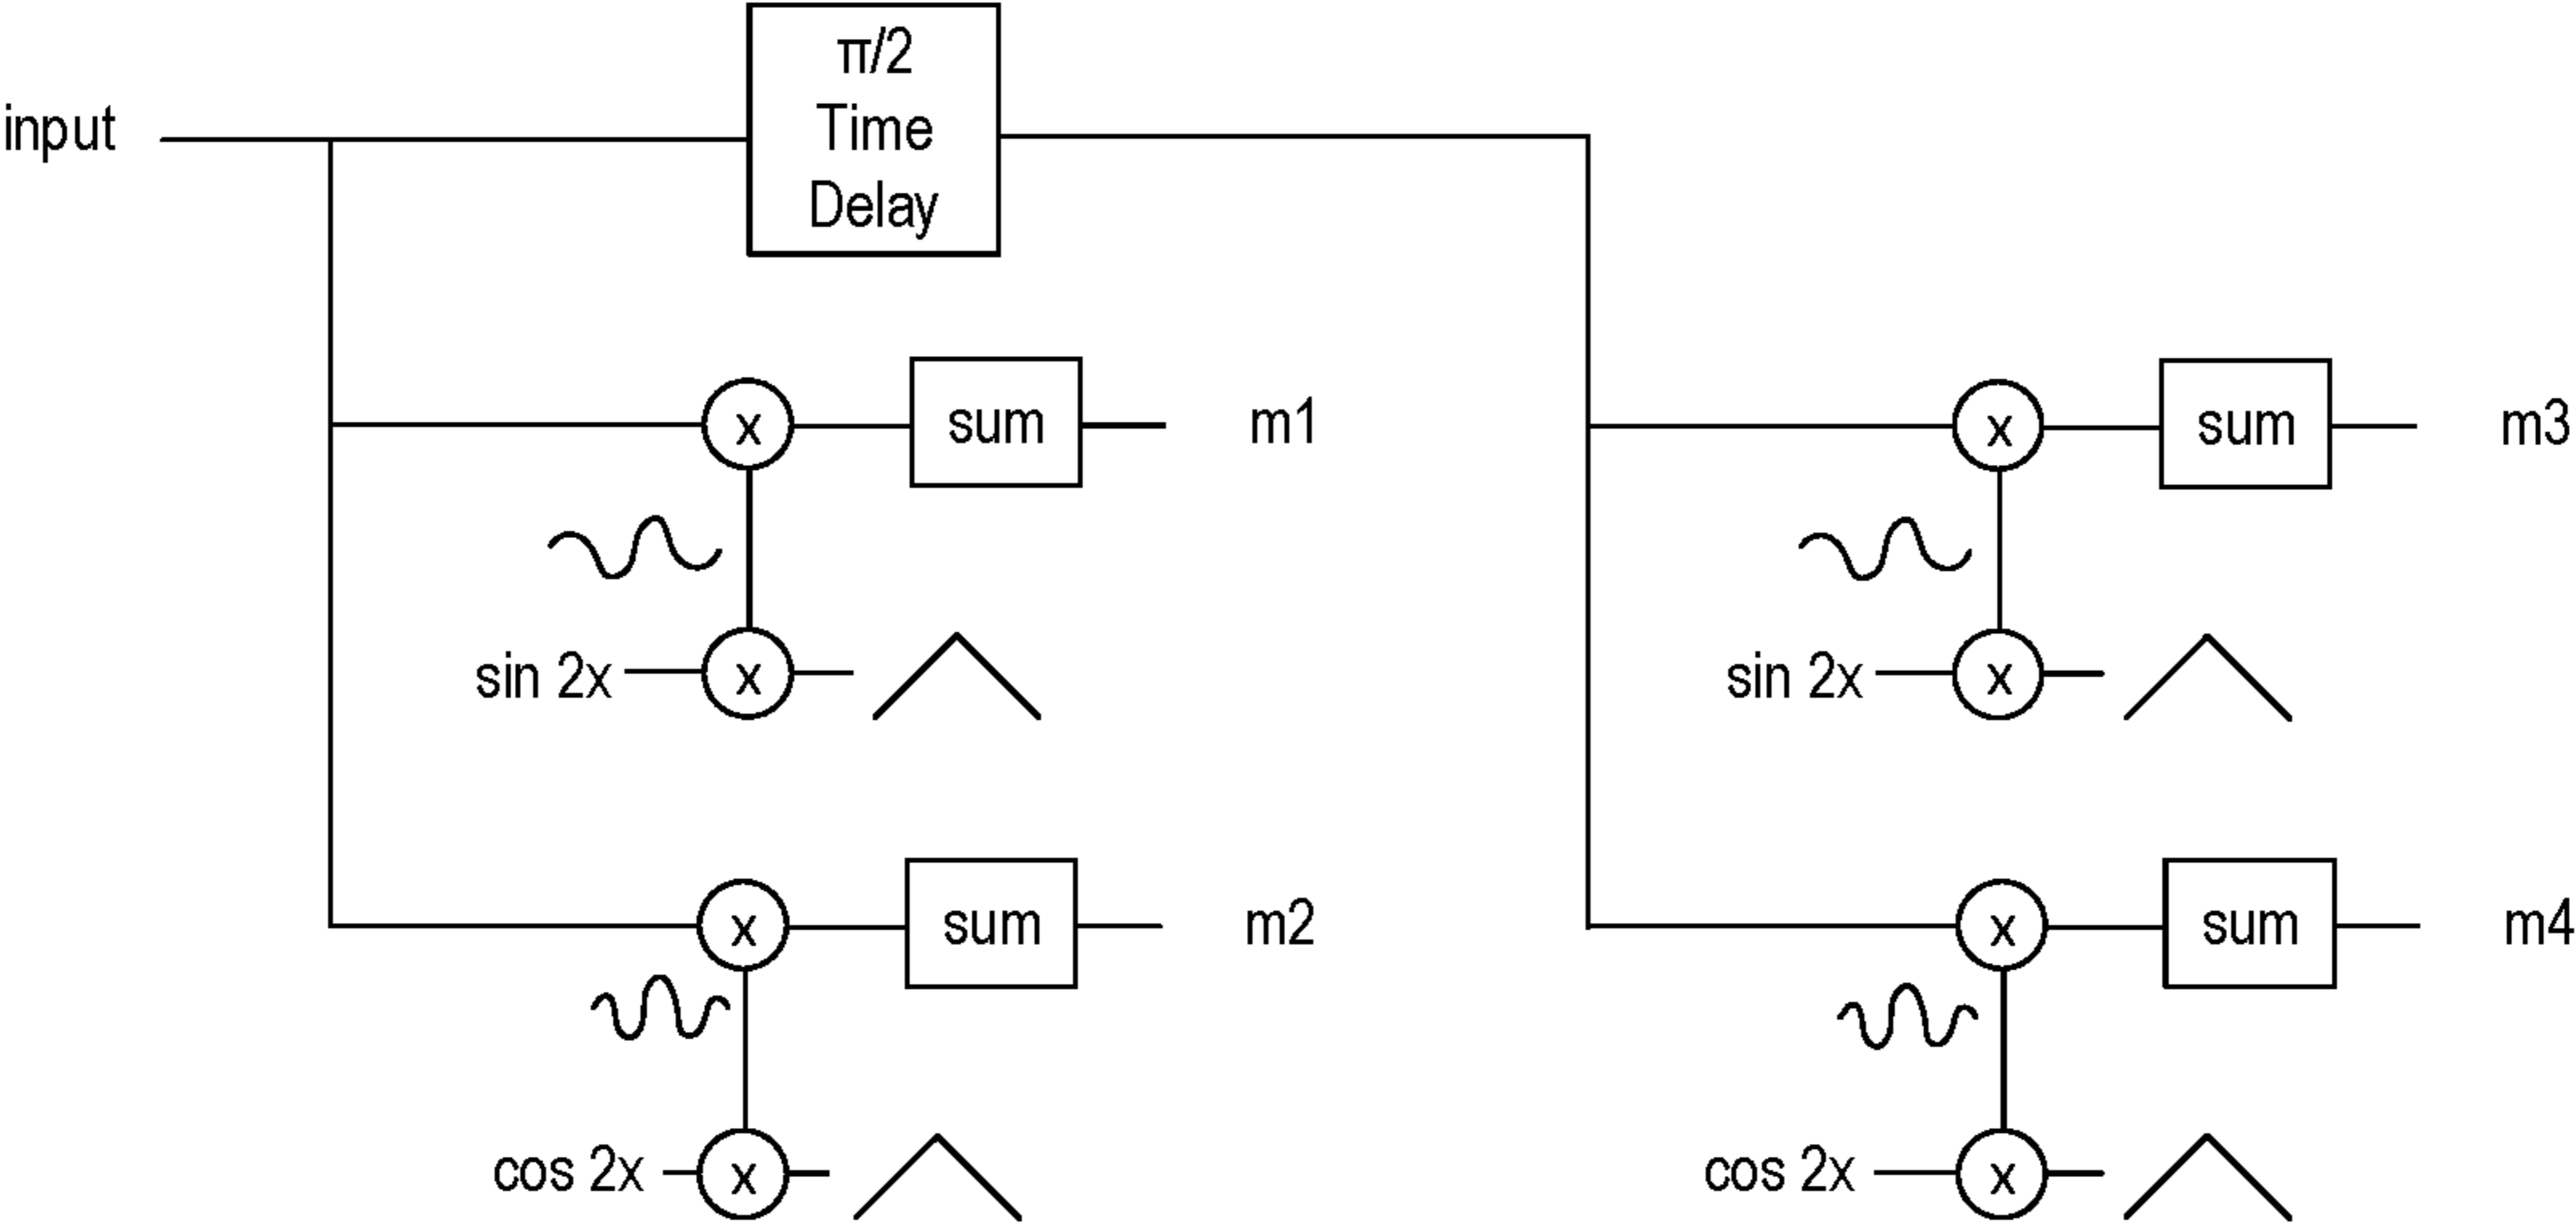 π/2
Time
Delay
input
x
sum
m1
x
sum
m3
sin 2x
x
sin 2x
x
x
sum
m2
x
sum
m4
cos 2x
x
cos 2x
x